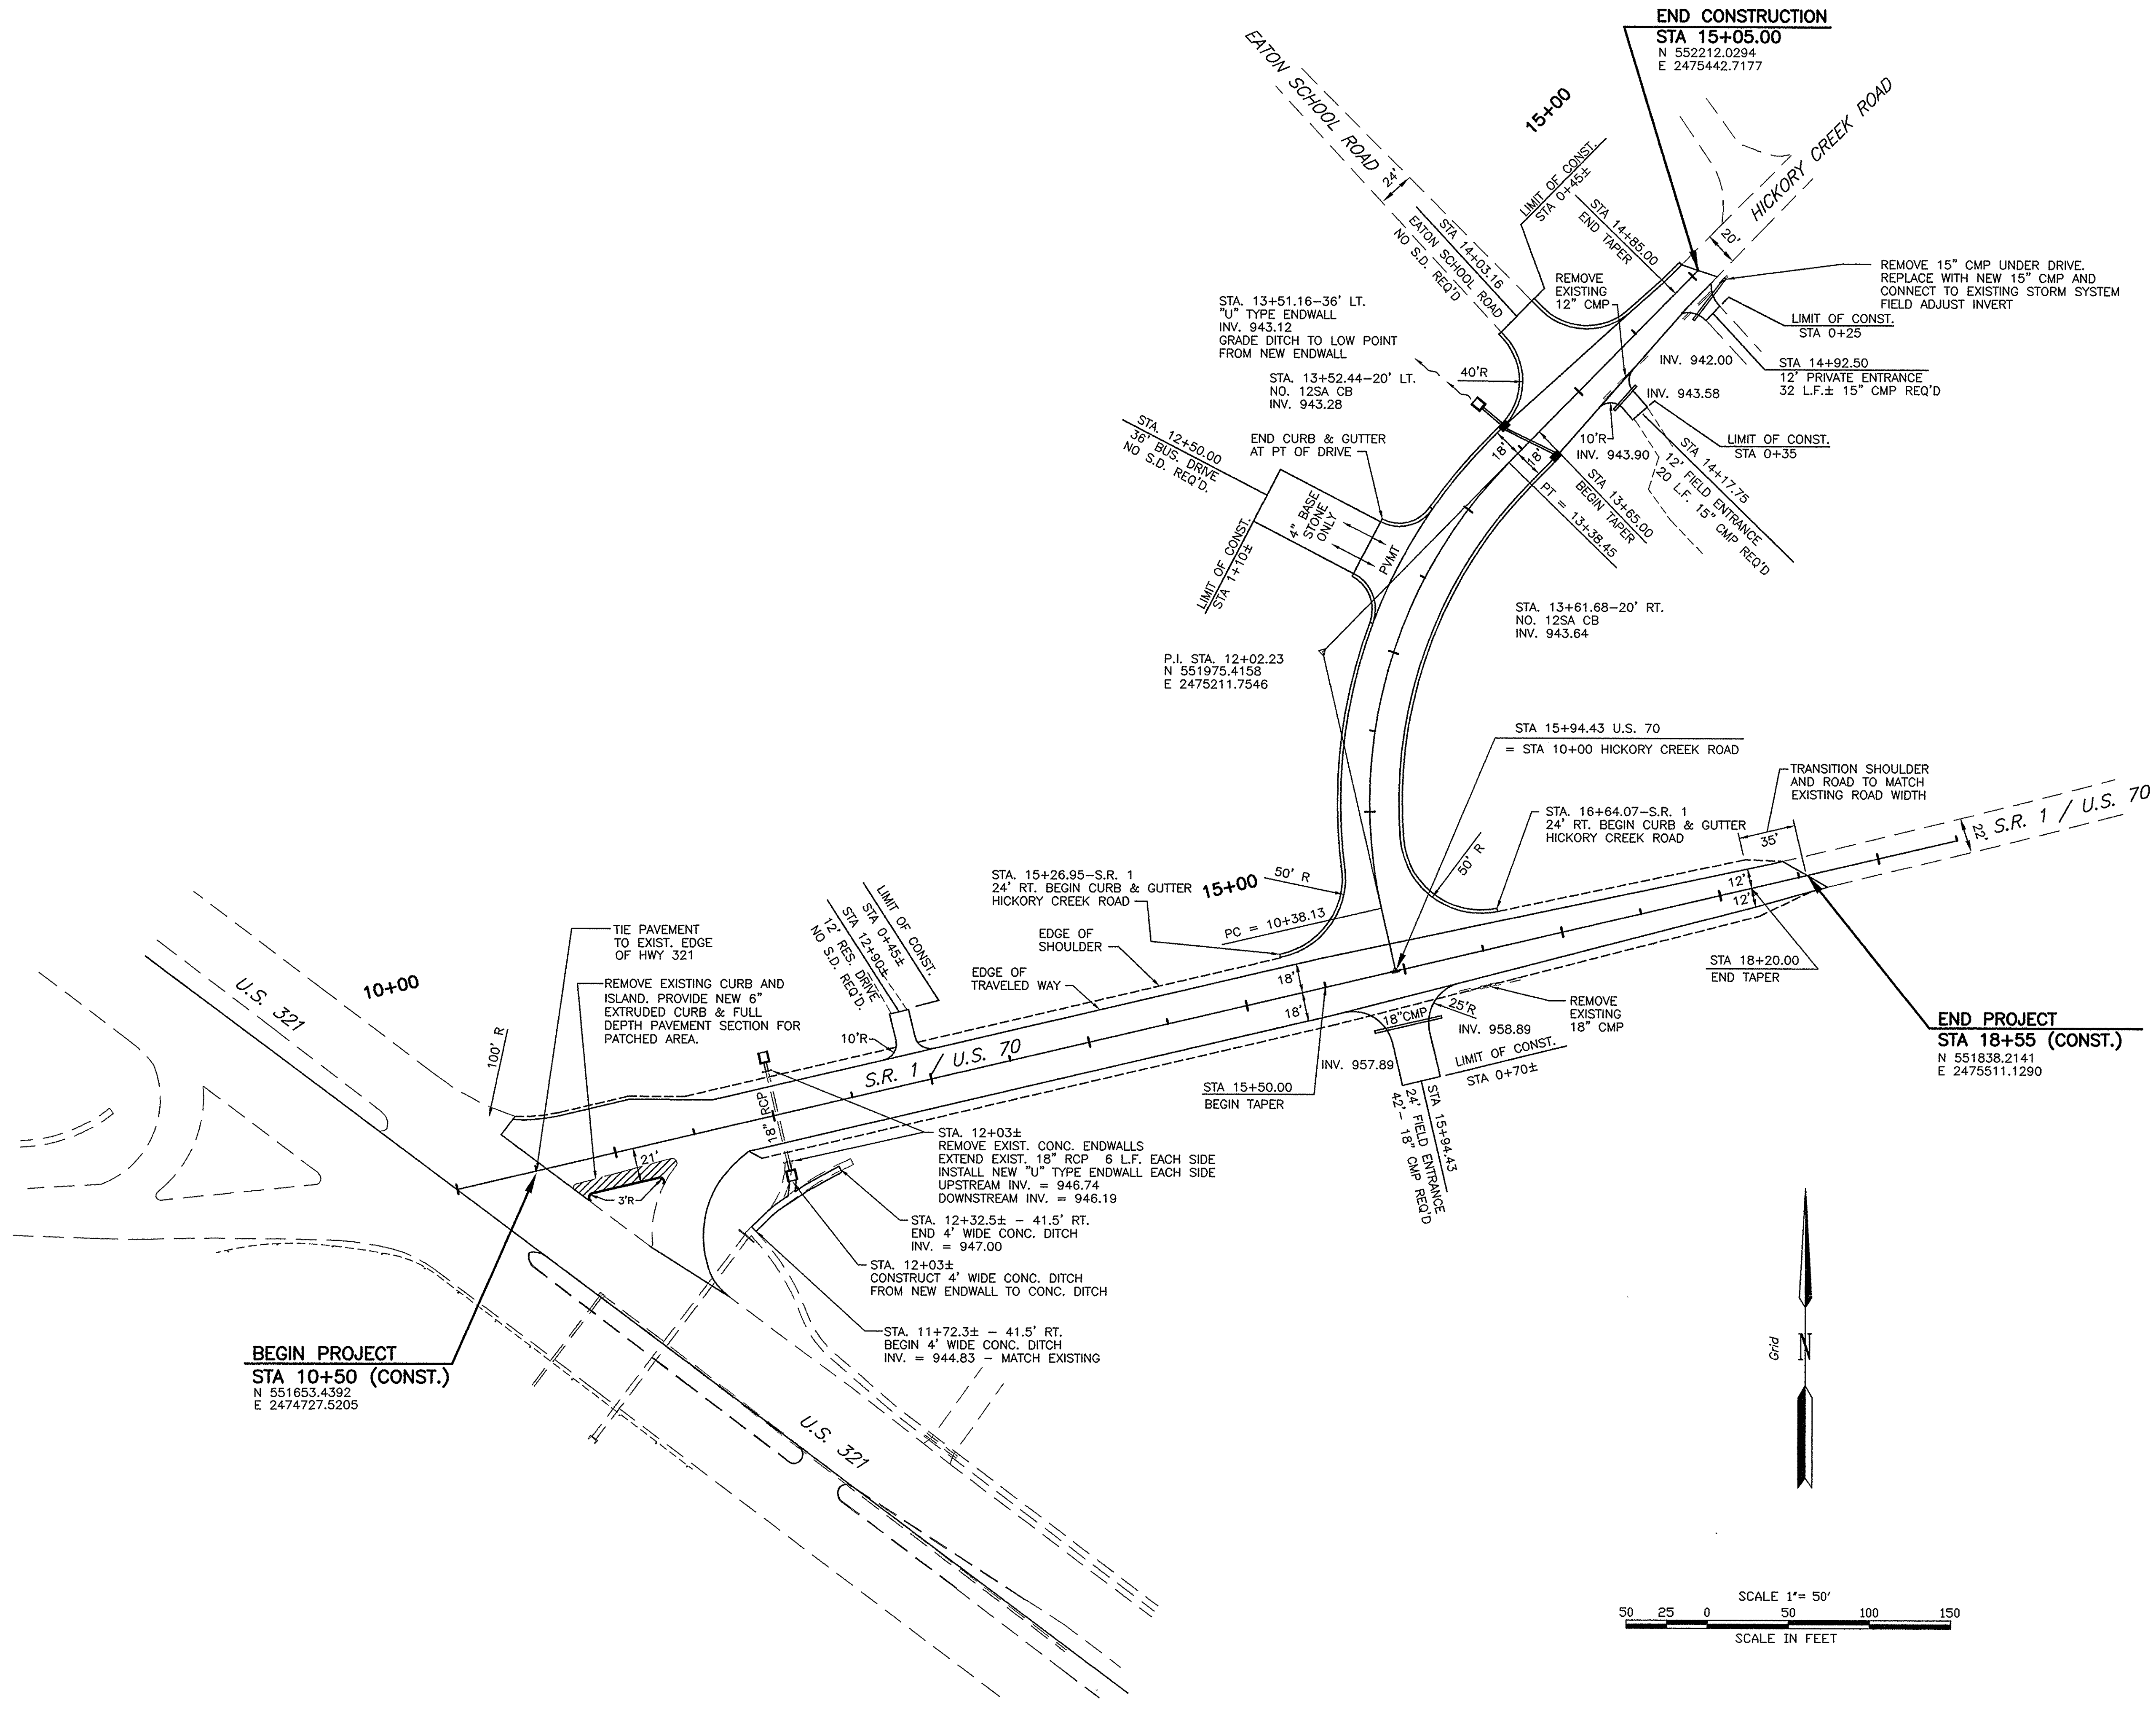 END CONSTRUCTION
STA 15+05.00
N 552212.0294
E 2475442.7177
EATON SCHOOL ROAD
24'
15+00
HICKORY CREEK ROAD
20'
LIMIT OF CONST.
STA 0+45±
STA 14+85.00
END TAPER
STA 14+03.16
EATON SCHOOL ROAD
NO S.D. REQ'D
REMOVE
EXISTING
12" CMP
REMOVE 15" CMP UNDER DRIVE.
REPLACE WITH NEW 15" CMP AND
CONNECT TO EXISTING STORM SYSTEM
FIELD ADJUST INVERT
LIMIT OF CONST.
STA 0+25
STA 14+92.50
12' PRIVATE ENTRANCE
32 L.F.± 15" CMP REQ'D
INV. 942.00
INV. 943.58
LIMIT OF CONST.
STA 0+35
10'R
INV. 943.90
STA 14+17.75
12' FIELD ENTRANCE
20 L.F. 15" CMP REQ'D
STA. 13+51.16-36' LT.
"U" TYPE ENDWALL
INV. 943.12
GRADE DITCH TO LOW POINT
FROM NEW ENDWALL
STA. 13+52.44-20' LT.
NO. 12SA CB
INV. 943.28
40'R
18'
18'
STA 13+65.00
BEGIN TAPER
PT = 13+38.45
END CURB & GUTTER
AT PT OF DRIVE
STA. 12+50.00
36' BUS. DRIVE
NO S.D. REQ'D.
4" BASE
STONE
ONLY
PVMT
LIMIT OF CONST.
STA 1+10±
STA. 13+61.68-20' RT.
NO. 12SA CB
INV. 943.64
P.I. STA. 12+02.23
N 551975.4158
E 2475211.7546
STA 15+94.43 U.S. 70
= STA 10+00 HICKORY CREEK ROAD
TRANSITION SHOULDER
AND ROAD TO MATCH
EXISTING ROAD WIDTH
35'
S.R. 1 / U.S. 70
22'
STA. 16+64.07-S.R. 1
24' RT. BEGIN CURB & GUTTER
HICKORY CREEK ROAD
50' R
STA. 15+26.95-S.R. 1
24' RT. BEGIN CURB & GUTTER
HICKORY CREEK ROAD
15+00
50' R
PC = 10+38.13
12'
12'
EDGE OF
SHOULDER
EDGE OF
TRAVELED WAY
18'
18'
STA 18+20.00
END TAPER
LIMIT OF CONST.
STA 0+45±
STA 12+90±
12' RES. DRIVE
NO S.D. REQ'D.
10'R
TIE PAVEMENT
TO EXIST. EDGE
OF HWY 321
10+00
REMOVE EXISTING CURB AND
ISLAND. PROVIDE NEW 6"
EXTRUDED CURB & FULL
DEPTH PAVEMENT SECTION FOR
PATCHED AREA.
U.S. 321
100' R
S.R. 1 / U.S. 70
25'R
18"CMP
REMOVE
EXISTING
18" CMP
INV. 958.89
INV. 957.89
LIMIT OF CONST.
STA 0+70±
STA 15+50.00
BEGIN TAPER
STA 15+94.43
24' FIELD ENTRANCE
42'- 18" CMP REQ'D
END PROJECT
STA 18+55 (CONST.)
N 551838.2141
E 2475511.1290
18" RCP
21'
3'R
STA. 12+03±
REMOVE EXIST. CONC. ENDWALLS
EXTEND EXIST. 18" RCP 6 L.F. EACH SIDE
INSTALL NEW "U" TYPE ENDWALL EACH SIDE
UPSTREAM INV. = 946.74
DOWNSTREAM INV. = 946.19
STA. 12+32.5± - 41.5' RT.
END 4' WIDE CONC. DITCH
INV. = 947.00
STA. 12+03±
CONSTRUCT 4' WIDE CONC. DITCH
FROM NEW ENDWALL TO CONC. DITCH
STA. 11+72.3± - 41.5' RT.
BEGIN 4' WIDE CONC. DITCH
INV. = 944.83 - MATCH EXISTING
BEGIN PROJECT
STA 10+50 (CONST.)
N 551653.4392
E 2474727.5205
U.S. 321
Grid
N
SCALE 1"= 50'
50 25 0 50 100 150
SCALE IN FEET